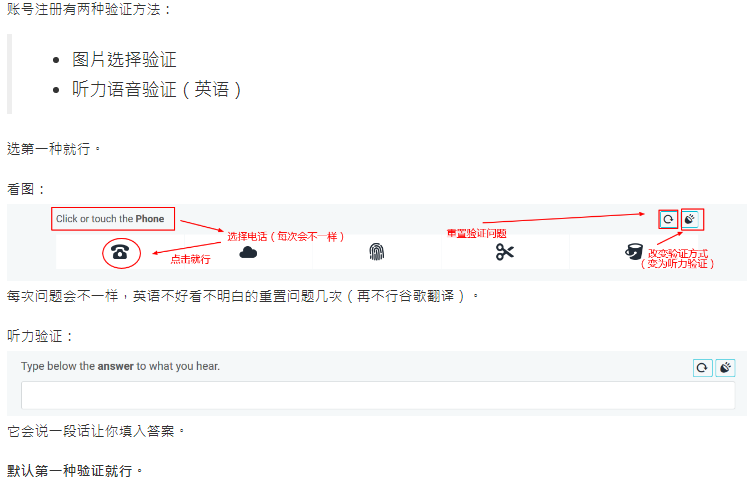 账号注册有两种验证方法：
图片选择验证
听力语音验证（英语）
选第一种就行。
看图：
Click or touch the Phone
选择电话（每次会不一样）
点击就行
重置验证问题
改变验证方式
（变为听力验证）
每次问题会不一样，英语不好看不明白的重置问题几次（再不行谷歌翻译）。
听力验证：
Type below the answer to what you hear.
它会说一段话让你填入答案。
默认第一种验证就行。